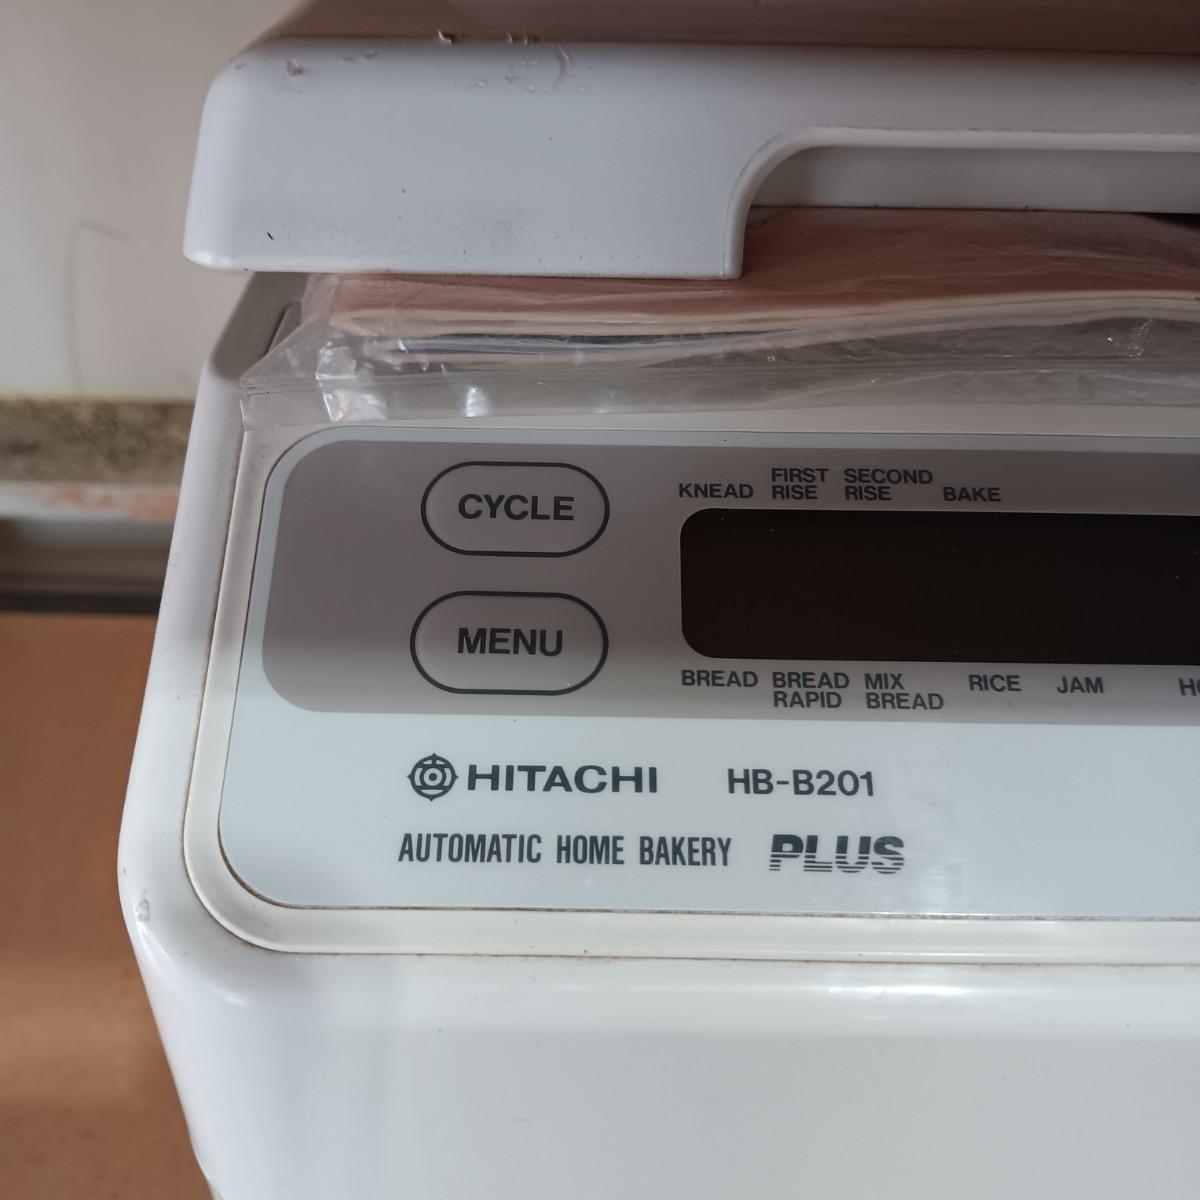 CYCLE
KNEAD
FIRST
RISE
SECOND
RISE
BAKE
MENU
BREAD
BREAD
RAPID
MIX
BREAD
RICE
JAM
HITACHI HB-B201
AUTOMATIC HOME BAKERY PLUS